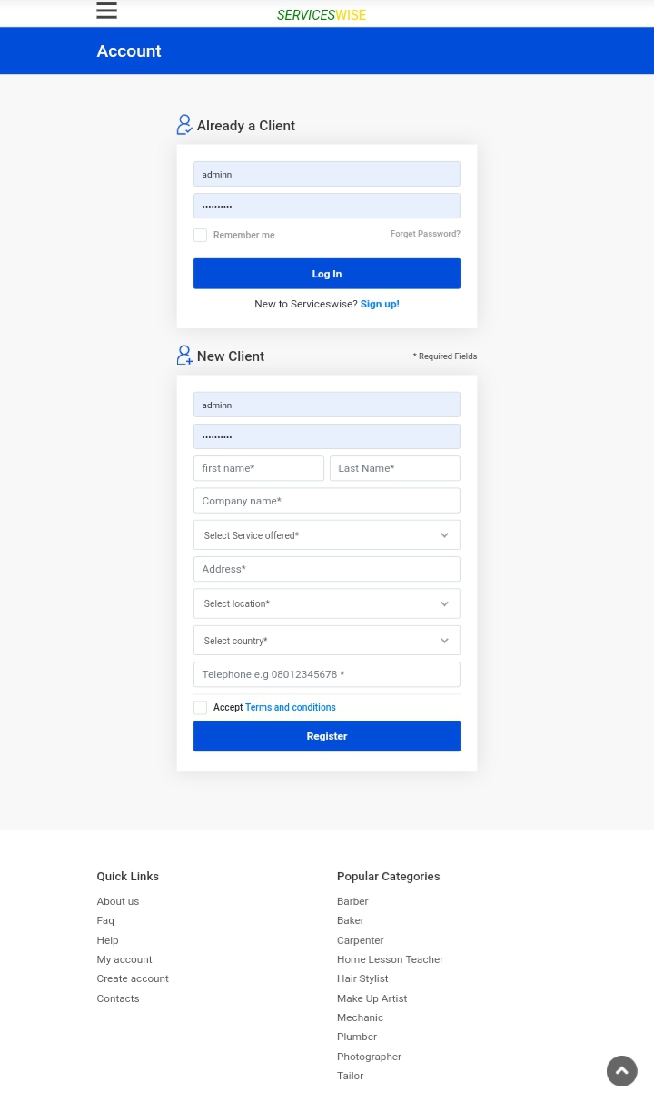 SERVICESWISE
Account
Already a Client
adminn
••••••••••
Remember me
Forget Password?
Log In
New to Serviceswise? Sign up!
New Client
* Required Fields
adminn
••••••••••
first name*
Last Name*
Company name*
Select Service offered*
Address*
Select location*
Select country*
Telephone e.g 08012345678 *
Accept Terms and conditions
Register
Quick Links
About us
Faq
Help
My account
Create account
Contacts
Popular Categories
Barber
Baker
Carpenter
Home Lesson Teacher
Hair Stylist
Make Up Artist
Mechanic
Plumber
Photographer
Tailor